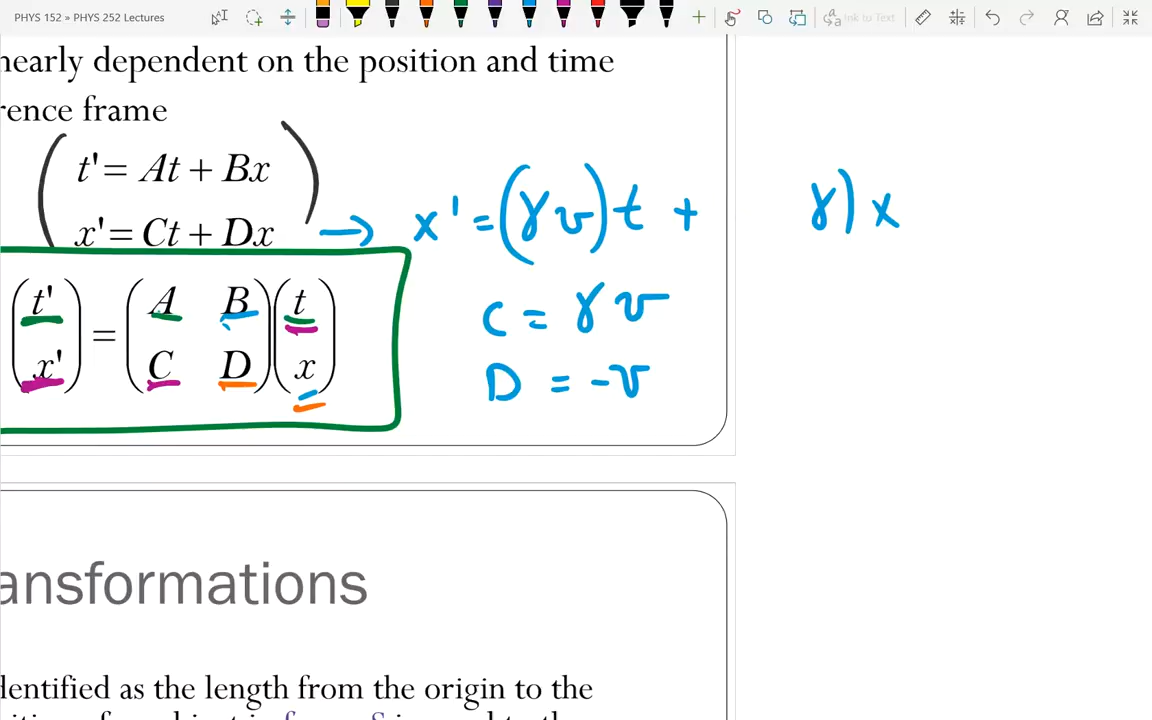 PHYS 152 » PHYS 252 Lectures
Ink to Text
nearly dependent on the position and time
rence frame
t'= At + Bx
x'= Ct + Dx → x'=(γv)t + γ)x
(t' x') = (A B C D)(t x)
C = γv
D = -v
ansformations
dentified as the length from the origin to the